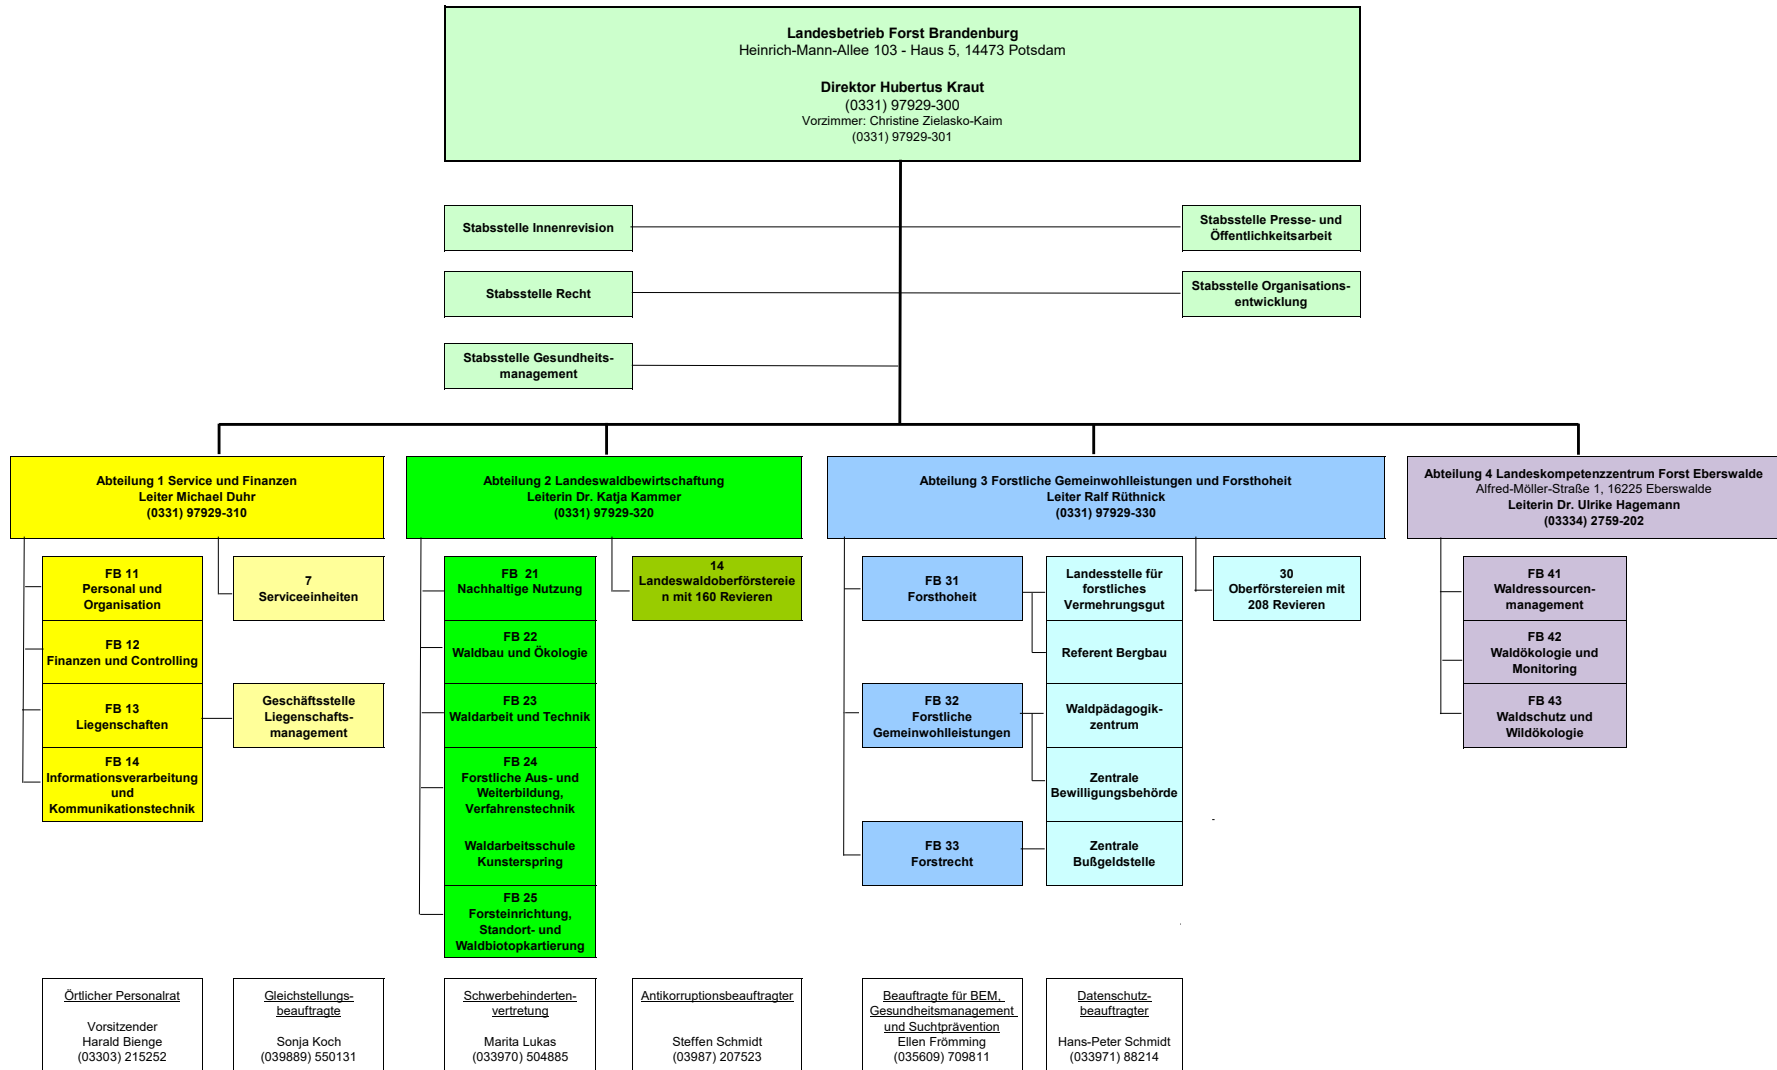 Landesbetrieb Forst Brandenburg
Heinrich-Mann-Allee 103 - Haus 5, 14473 Potsdam
Direktor Hubertus Kraut
(0331) 97929-300
Vorzimmer: Christine Zielasko-Kaim
(0331) 97929-301
Stabsstelle Innenrevision
Stabsstelle Presse- und
Öffentlichkeitsarbeit
Stabsstelle Recht
Stabsstelle Organisations-
entwicklung
Stabsstelle Gesundheits-
management
Abteilung 1 Service und Finanzen
Leiter Michael Duhr
(0331) 97929-310
Abteilung 2 Landeswaldbewirtschaftung
Leiterin Dr. Katja Kammer
(0331) 97929-320
Abteilung 3 Forstliche Gemeinwohlleistungen und Forsthoheit
Leiter Ralf Rüthnick
(0331) 97929-330
Abteilung 4 Landeskompetenzzentrum Forst Eberswalde
Alfred-Möller-Straße 1, 16225 Eberswalde
Leiterin Dr. Ulrike Hagemann
(03334) 2759-202
FB 11
Personal und
Organisation
FB 12
Finanzen und Controlling
FB 13
Liegenschaften
FB 14
Informationsverarbeitung
und
Kommunikationstechnik
7
Serviceeinheiten
Geschäftsstelle
Liegenschafts-
management
FB 21
Nachhaltige Nutzung
FB 22
Waldbau und Ökologie
FB 23
Waldarbeit und Technik
FB 24
Forstliche Aus- und
Weiterbildung,
Verfahrenstechnik
Waldarbeitsschule
Kunsterspring
FB 25
Forsteinrichtung,
Standort- und
Waldbiotopkartierung
14
Landeswaldoberförstereie
n mit 160 Revieren
FB 31
Forsthoheit
FB 32
Forstliche
Gemeinwohlleistungen
FB 33
Forstrecht
Landesstelle für
forstliches
Vermehrungsgut
Referent Bergbau
Waldpädagogik-
zentrum
Zentrale
Bewilligungsbehörde
Zentrale
Bußgeldstelle
30
Oberförstereien mit
208 Revieren
FB 41
Waldressourcen-
management
FB 42
Waldökologie und
Monitoring
FB 43
Waldschutz und
Wildökologie
Örtlicher Personalrat
Vorsitzender
Harald Bienge
(03303) 215252
Gleichstellungs-
beauftragte
Sonja Koch
(039889) 550131
Schwerbehinderten-
vertretung
Marita Lukas
(033970) 504885
Antikorruptionsbeauftragter
Steffen Schmidt
(03987) 207523
Beauftragte für BEM,
Gesundheitsmanagement
und Suchtprävention
Ellen Frömming
(035609) 709811
Datenschutz-
beauftragter
Hans-Peter Schmidt
(033971) 88214